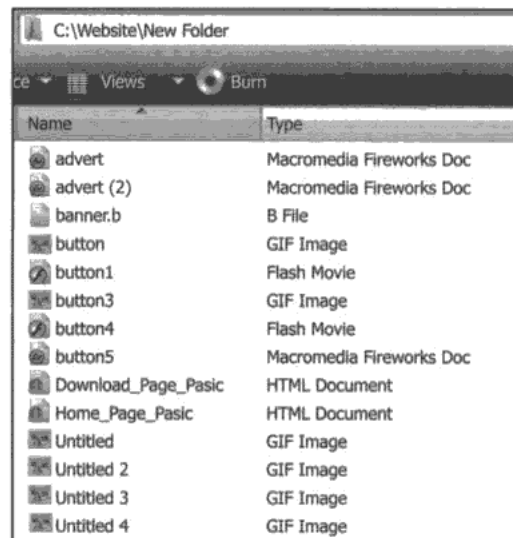 C:\Website\New Folder
ce Views Burn
Name Type
advert Macromedia Fireworks Doc
advert (2) Macromedia Fireworks Doc
banner.b B File
button GIF Image
button1 Flash Movie
button3 GIF Image
button4 Flash Movie
button5 Macromedia Fireworks Doc
Download_Page_Pasic HTML Document
Home_Page_Pasic HTML Document
Untitled GIF Image
Untitled 2 GIF Image
Untitled 3 GIF Image
Untitled 4 GIF Image